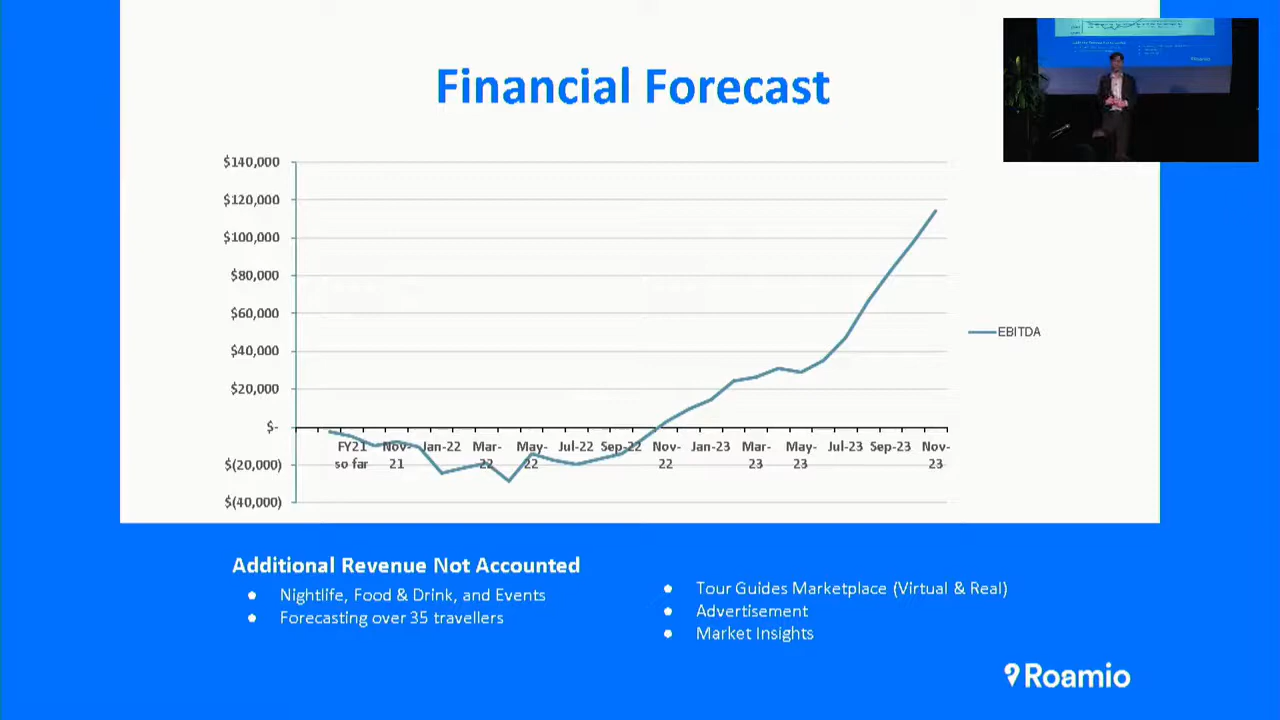 Financial Forecast
$140,000
$120,000
$100,000
$80,000
$60,000
$40,000
$20,000
$-
$(20,000)
$(40,000)
FY21 so far
Nov-21
Jan-22
Mar-22
May-22
Jul-22
Sep-22
Nov-22
Jan-23
Mar-23
May-23
Jul-23
Sep-23
Nov-23
EBITDA
Additional Revenue Not Accounted
Nightlife, Food & Drink, and Events
Forecasting over 35 travellers
Tour Guides Marketplace (Virtual & Real)
Advertisement
Market Insights
Roamio
Roamio